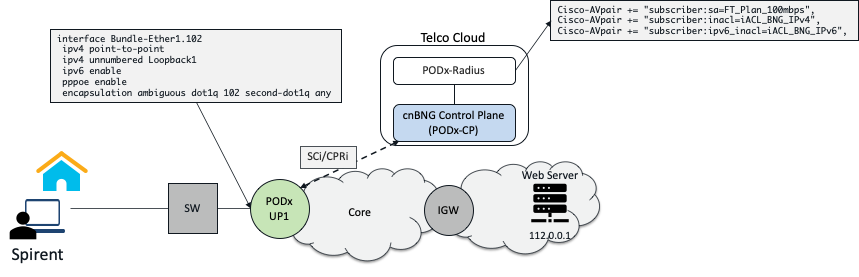 Cisco-AVpair += "subscriber:sa=FT_Plan_100mbps",
Cisco-AVpair += "subscriber:inacl=iACL_BNG_IPv4",
Cisco-AVpair += "subscriber:ipv6_inacl=iACL_BNG_IPv6",
interface Bundle-Ether1.102
ipv4 point-to-point
ipv4 unnumbered Loopback1
ipv6 enable
pppoe enable
encapsulation ambiguous dot1q 102 second-dot1q any
Telco Cloud
PODx-Radius
cnBNG Control Plane
(PODx-CP)
SCi/CPRi
Spirent
SW
PODx
UP1
Core
IGW
Web Server
112.0.0.1